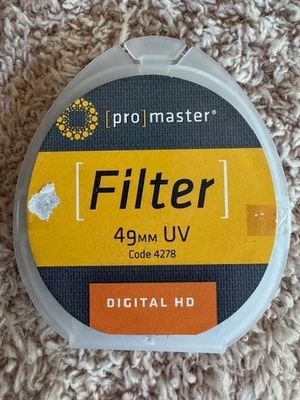 [pro]master®
[Filter]
49MM UV
Code 4278
DIGITAL HD